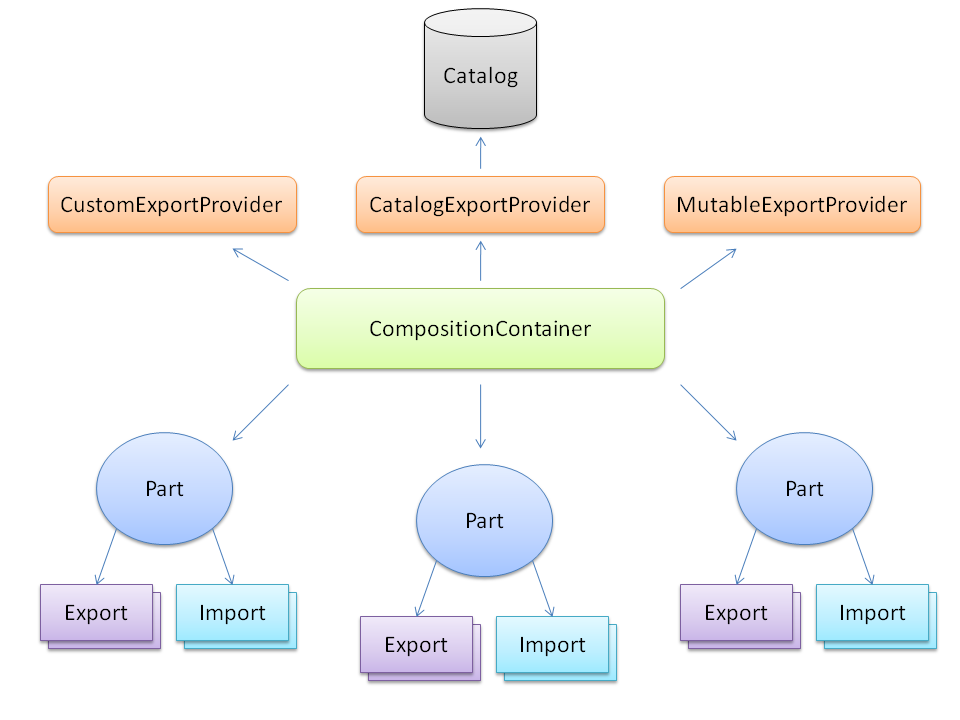 Catalog
CustomExportProvider
CatalogExportProvider
MutableExportProvider
CompositionContainer
Part
Part
Part
Export
Import
Export
Import
Export
Import